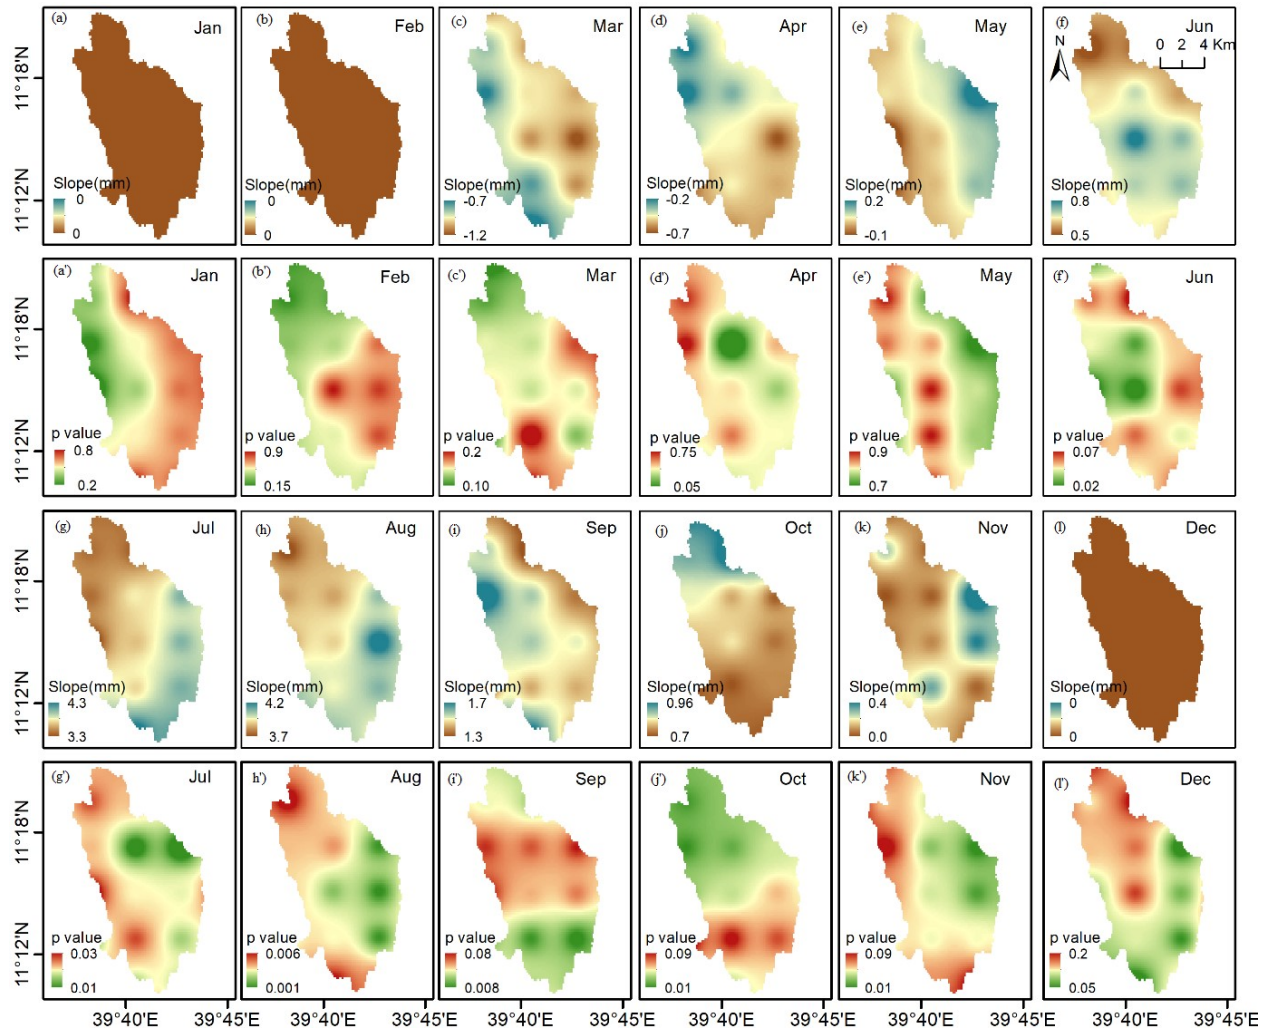 (a) Jan
Slope(mm)
0
0
(b) Feb
Slope(mm)
0
0
(c) Mar
Slope(mm)
-0.7
-1.2
(d) Apr
Slope(mm)
-0.2
-0.7
(e) May
Slope(mm)
0.2
-0.1
(f) Jun
N
0 2 4 Km
Slope(mm)
0.8
0.5
11°18'N
11°12'N
(a') Jan
p value
0.8
0.2
(b') Feb
p value
0.9
0.15
(c') Mar
p value
0.2
0.10
(d') Apr
p value
0.75
0.05
(e') May
p value
0.9
0.7
(f') Jun
p value
0.07
0.02
11°18'N
11°12'N
(g) Jul
Slope(mm)
4.3
3.3
(h) Aug
Slope(mm)
4.2
3.7
(i) Sep
Slope(mm)
1.7
1.3
(j) Oct
Slope(mm)
0.96
0.7
(k) Nov
Slope(mm)
0.4
0.0
(l) Dec
Slope(mm)
0
0
11°18'N
11°12'N
(g') Jul
p value
0.03
0.01
h') Aug
p value
0.006
0.001
(i') Sep
p value
0.08
0.008
(j') Oct
p value
0.09
0.01
(k') Nov
p value
0.09
0.01
(l') Dec
p value
0.2
0.05
11°18'N
11°12'N
39°40'E 39°45'E 39°40'E 39°45'E 39°40'E 39°45'E 39°40'E 39°45'E 39°40'E 39°45'E 39°40'E 39°45'E